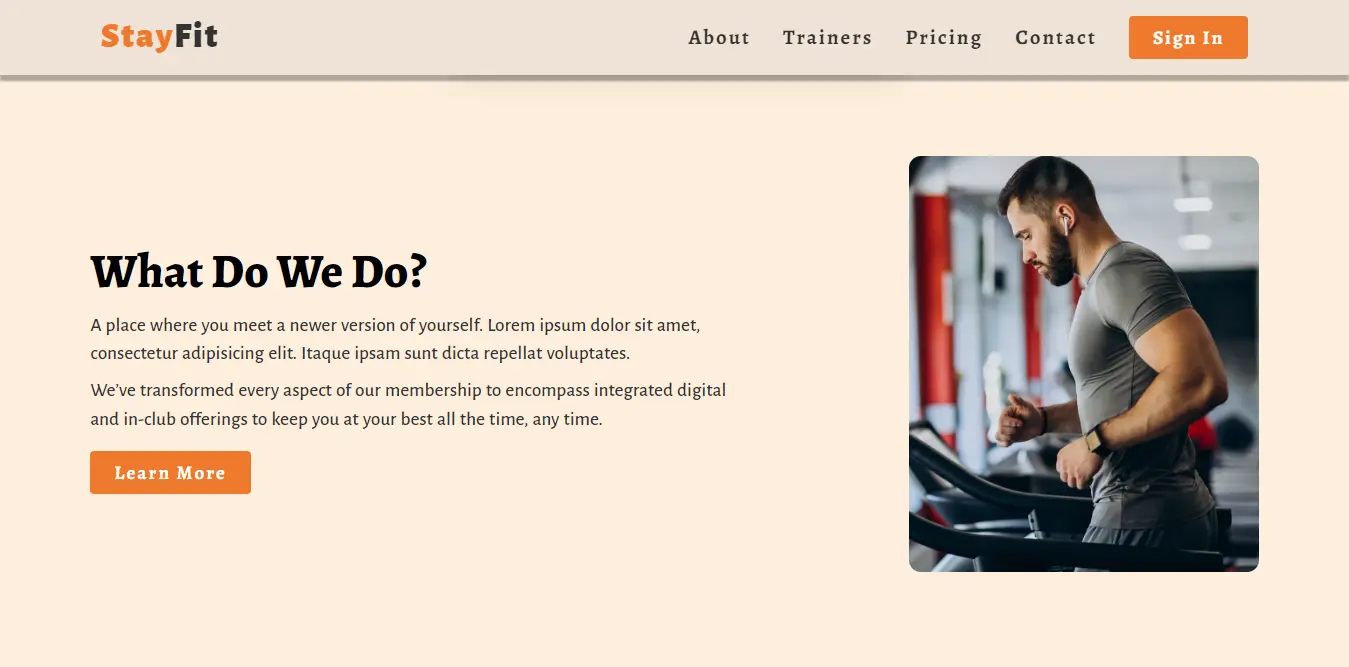 StayFit
About Trainers Pricing Contact Sign In
What Do We Do?
A place where you meet a newer version of yourself. Lorem ipsum dolor sit amet,
consectetur adipisicing elit. Itaque ipsam sunt dicta repellat voluptates.
We’ve transformed every aspect of our membership to encompass integrated digital
and in-club offerings to keep you at your best all the time, any time.
Learn More